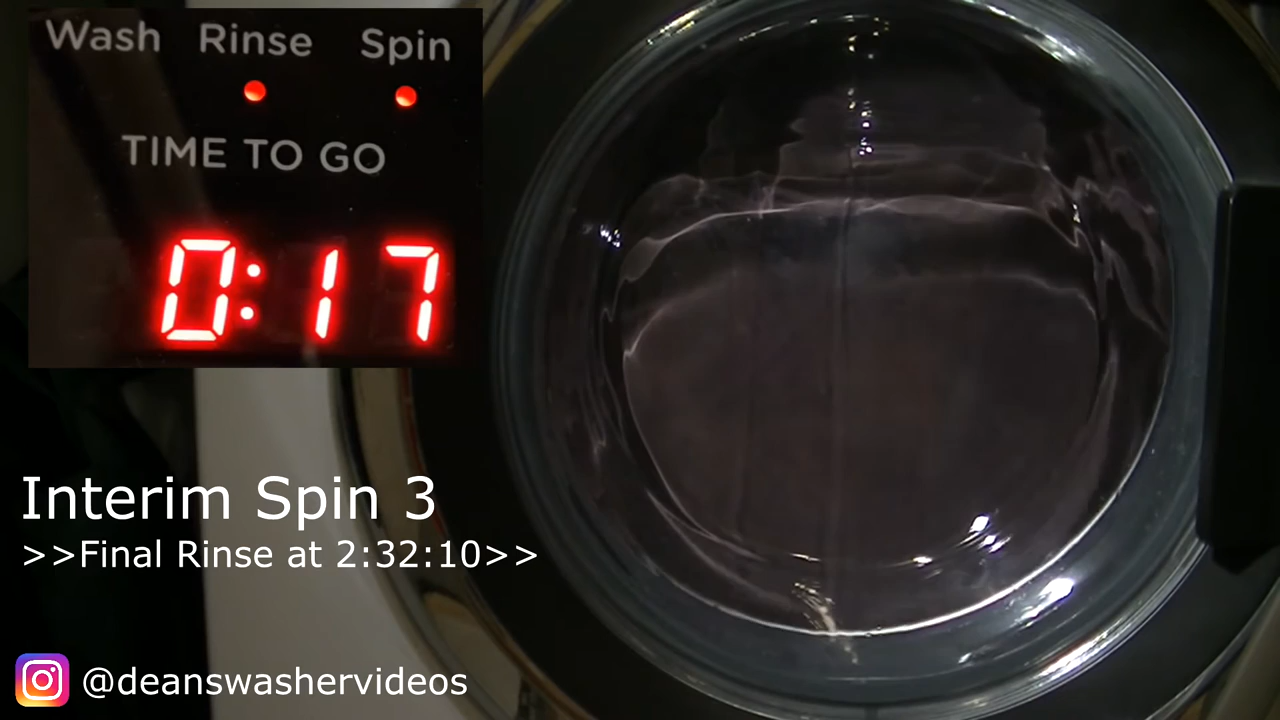 Wash Rinse Spin
TIME TO GO
0:17
Interim Spin 3
>>Final Rinse at 2:32:10>>
@deanswashervideos